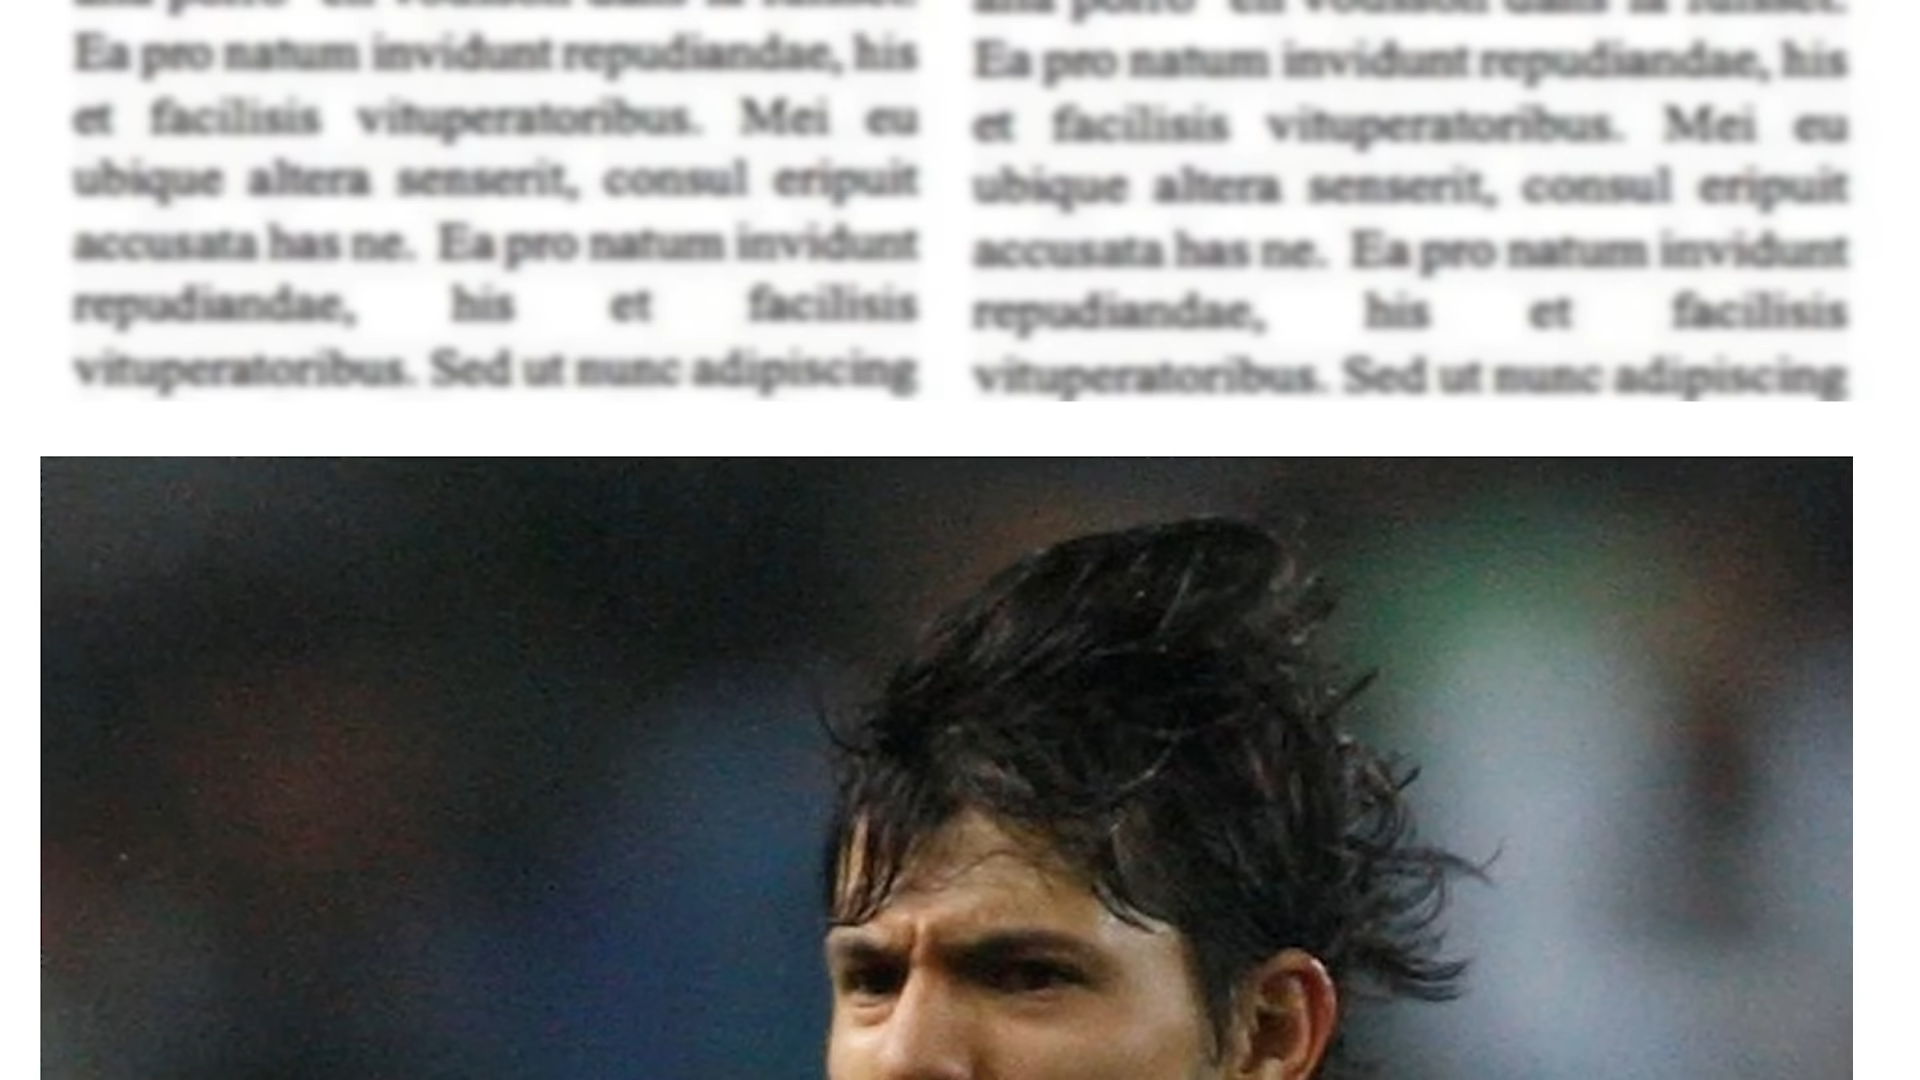 Ea pro natum invidunt repudiandae, his
et facilisis vituperatoribus. Mei eu
ubique altera senserit, consul eripuit
accusata has ne. Ea pro natum invidunt
repudiandae, his et facilisis
vituperatoribus. Sed ut nunc adipiscing
Ea pro natum invidunt repudiandae, his
et facilisis vituperatoribus. Mei eu
ubique altera senserit, consul eripuit
accusata has ne. Ea pro natum invidunt
repudiandae, his et facilisis
vituperatoribus. Sed ut nunc adipiscing